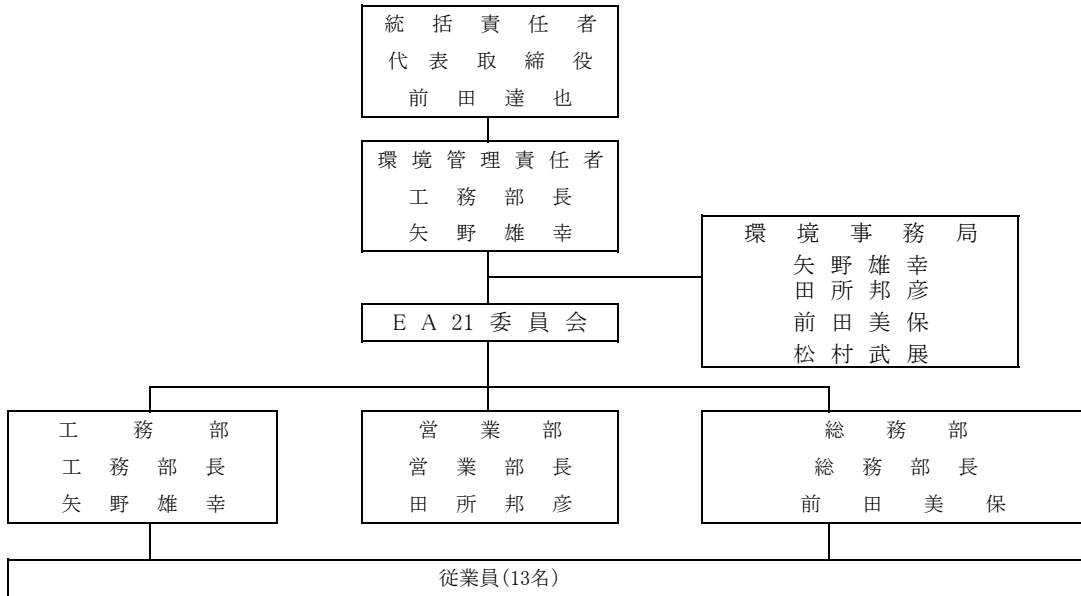 統括責任者
代表取締役
前田達也
環境管理責任者
工務部長
矢野雄幸
環境事務局
矢野雄幸
田所邦彦
前田美保
松村武展
EA21委員会
工務部
工務部長
矢野雄幸
営業部
営業部長
田所邦彦
総務部
総務部長
前田美保
従業員(13名)